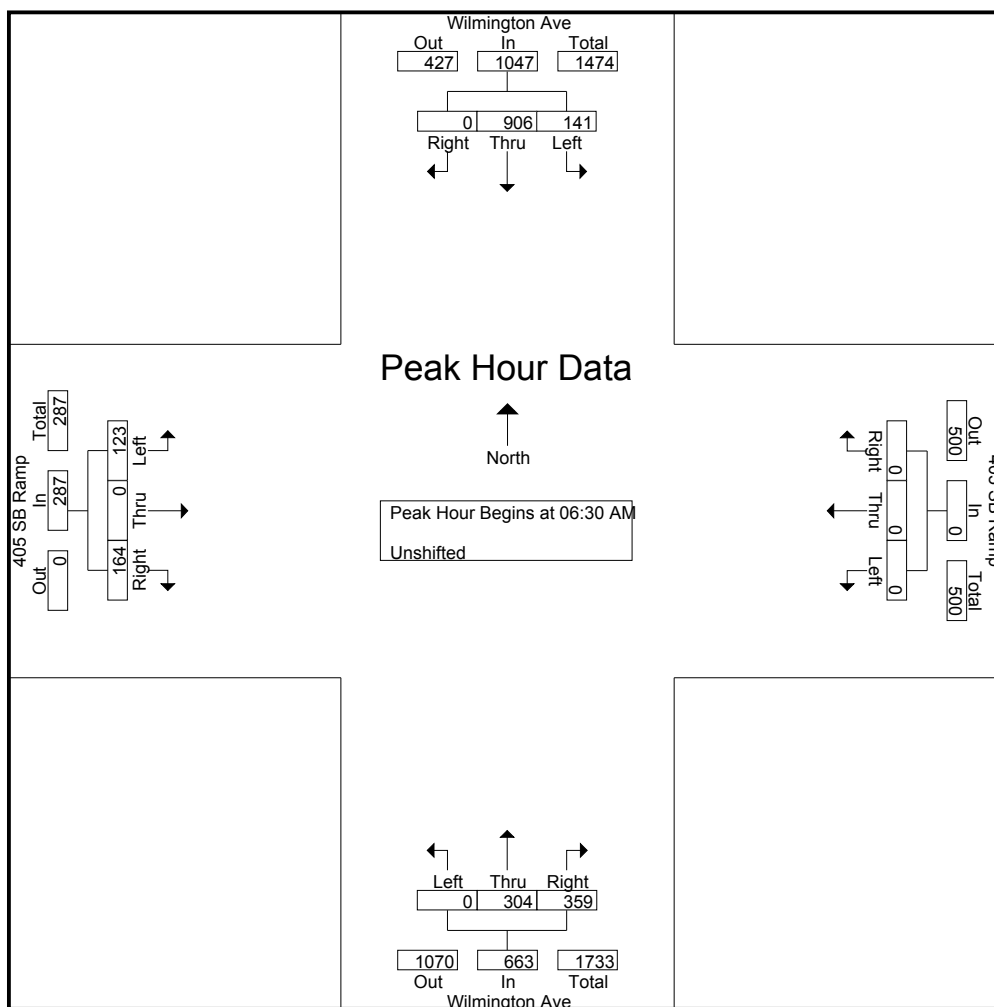 Wilmington Ave
Out In Total
427 1047 1474
0 906 141
Right Thru Left
Peak Hour Data
North
Peak Hour Begins at 06:30 AM
Unshifted
405 SB Ramp
Total In Out
287 287 0
123 0 164
Left Thru Right
Right Thru Left
0 0 0
500 0 500
Out In Total
405 SB Ramp
Left Thru Right
0 304 359
1070 663 1733
Out In Total
Wilmington Ave